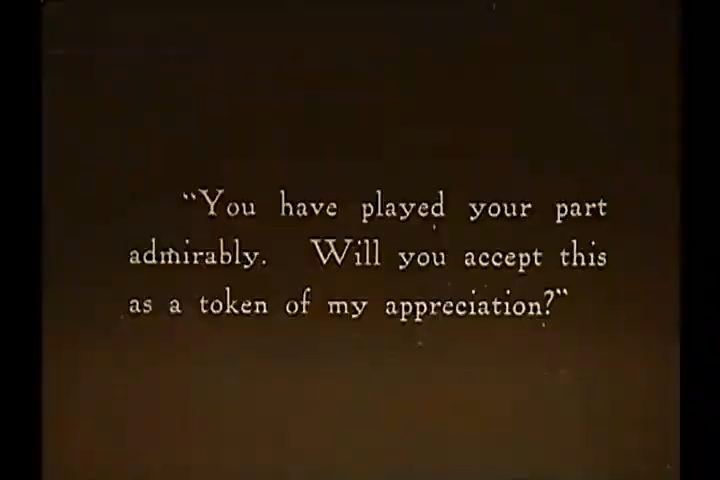 "You have played your part
admirably. Will you accept this
as a token of my appreciation?"